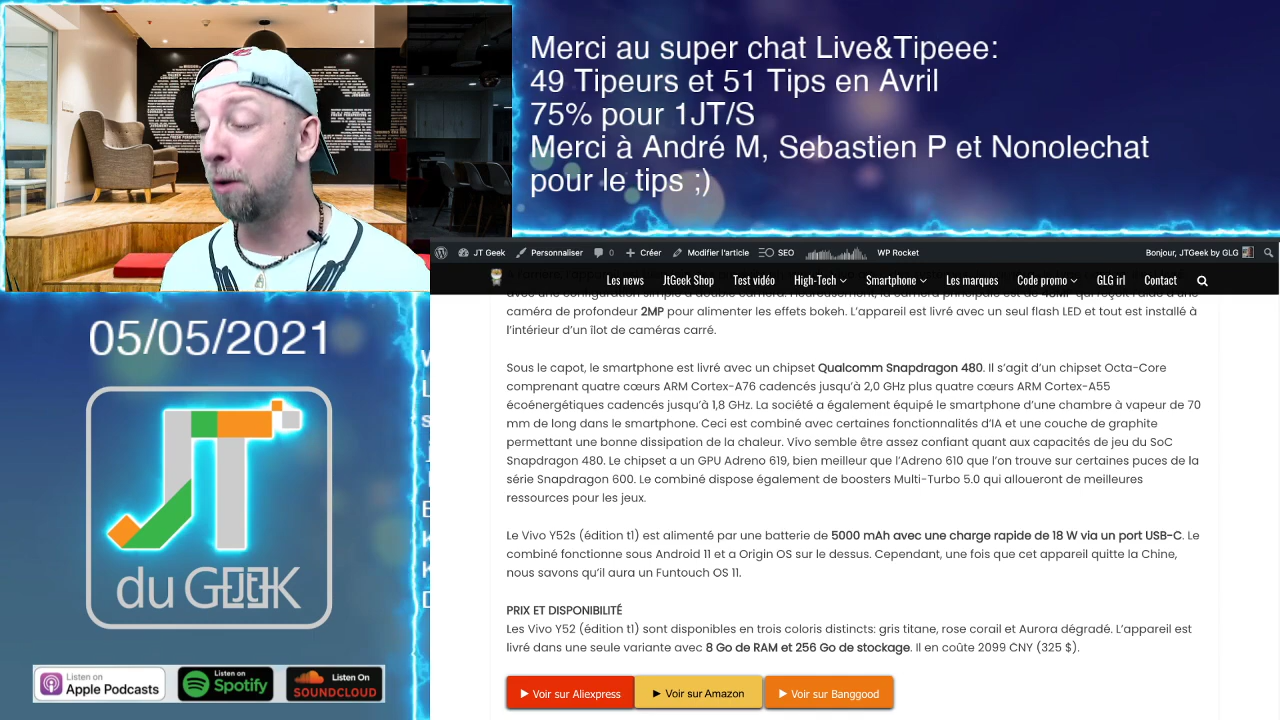 Merci au super chat Live&Tipeee:
49 Tipeurs et 51 Tips en Avril
75% pour 1JT/S
Merci à André M, Sebastien P et Nonolechat
pour le tips ;)
JT Geek Personnaliser 0 Créer Modifier l'article SEO WP Rocket Bonjour, JTGeek by GLG
Les news JtGeek Shop Test vidéo High-Tech Smartphone Les marques Code promo GLG irl Contact
caméra de profondeur 2MP pour alimenter les effets bokeh. L'appareil est livré avec un seul flash LED et tout est installé à
l'intérieur d'un îlot de caméras carré.
Sous le capot, le smartphone est livré avec un chipset Qualcomm Snapdragon 480. Il s'agit d'un chipset Octa-Core
comprenant quatre cœurs ARM Cortex-A76 cadencés jusqu'à 2,0 GHz plus quatre cœurs ARM Cortex-A55
écoénergétiques cadencés jusqu'à 1,8 GHz. La société a également équipé le smartphone d'une chambre à vapeur de 70
mm de long dans le smartphone. Ceci est combiné avec certaines fonctionnalités d'IA et une couche de graphite
permettant une bonne dissipation de la chaleur. Vivo semble être assez confiant quant aux capacités de jeu du SoC
Snapdragon 480. Le chipset a un GPU Adreno 619, bien meilleur que l'Adreno 610 que l'on trouve sur certaines puces de la
série Snapdragon 600. Le combiné dispose également de boosters Multi-Turbo 5.0 qui alloueront de meilleures
ressources pour les jeux.
Le Vivo Y52s (édition t1) est alimenté par une batterie de 5000 mAh avec une charge rapide de 18 W via un port USB-C. Le
combiné fonctionne sous Android 11 et a Origin OS sur le dessus. Cependant, une fois que cet appareil quitte la Chine,
nous savons qu'il aura un Funtouch OS 11.
PRIX ET DISPONIBILITÉ
Les Vivo Y52 (édition t1) sont disponibles en trois coloris distincts: gris titane, rose corail et Aurora dégradé. L'appareil est
livré dans une seule variante avec 8 Go de RAM et 256 Go de stockage. Il en coûte 2099 CNY (325 $).
▶ Voir sur Aliexpress ▶ Voir sur Amazon ▶ Voir sur Banggood
05/05/2021
JT
du GEEK
Listen on
Apple Podcasts
Listen on
Spotify
Listen On
SOUNDCLOUD